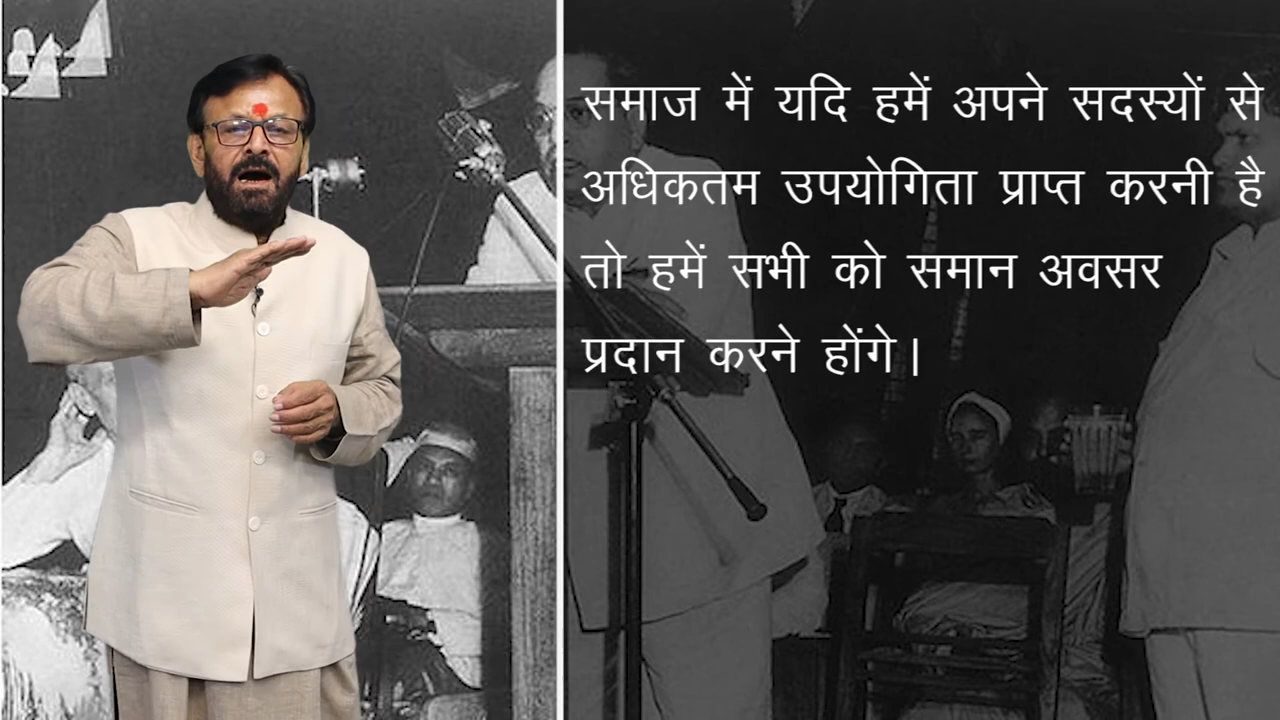 समाज में यदि हमें अपने सदस्यों से
अधिकतम उपयोगिता प्राप्त करनी है
तो हमें सभी को समान अवसर
प्रदान करने होंगे।